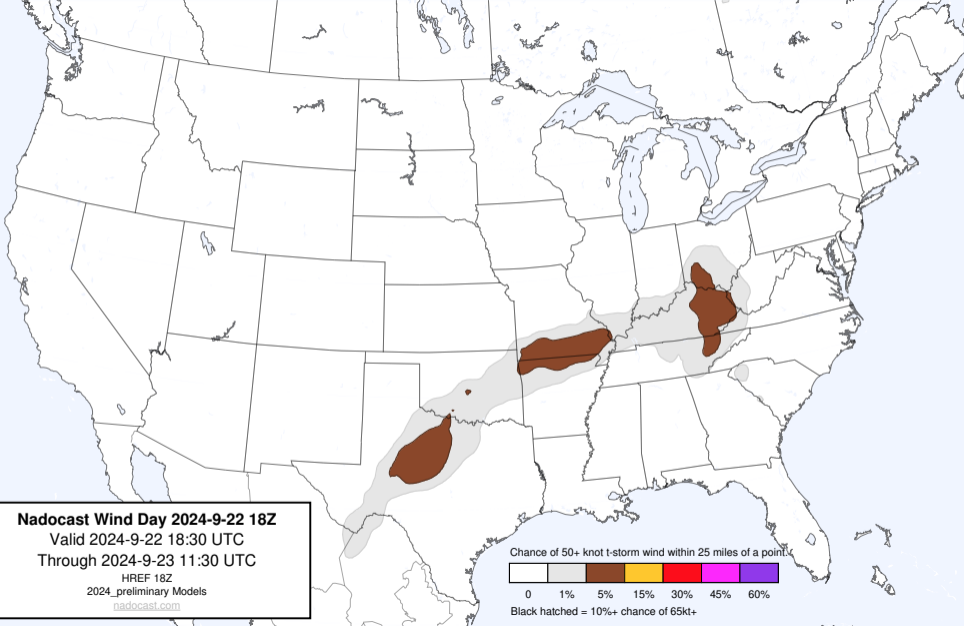 Nadocast Wind Day 2024-9-22 18Z
Valid 2024-9-22 18:30 UTC
Through 2024-9-23 11:30 UTC
HREF 18Z
2024_preliminary Models
nadocast.com
Chance of 50+ knot t-storm wind within 25 miles of a point.
0 1% 5% 15% 30% 45% 60%
Black hatched = 10%+ chance of 65kt+